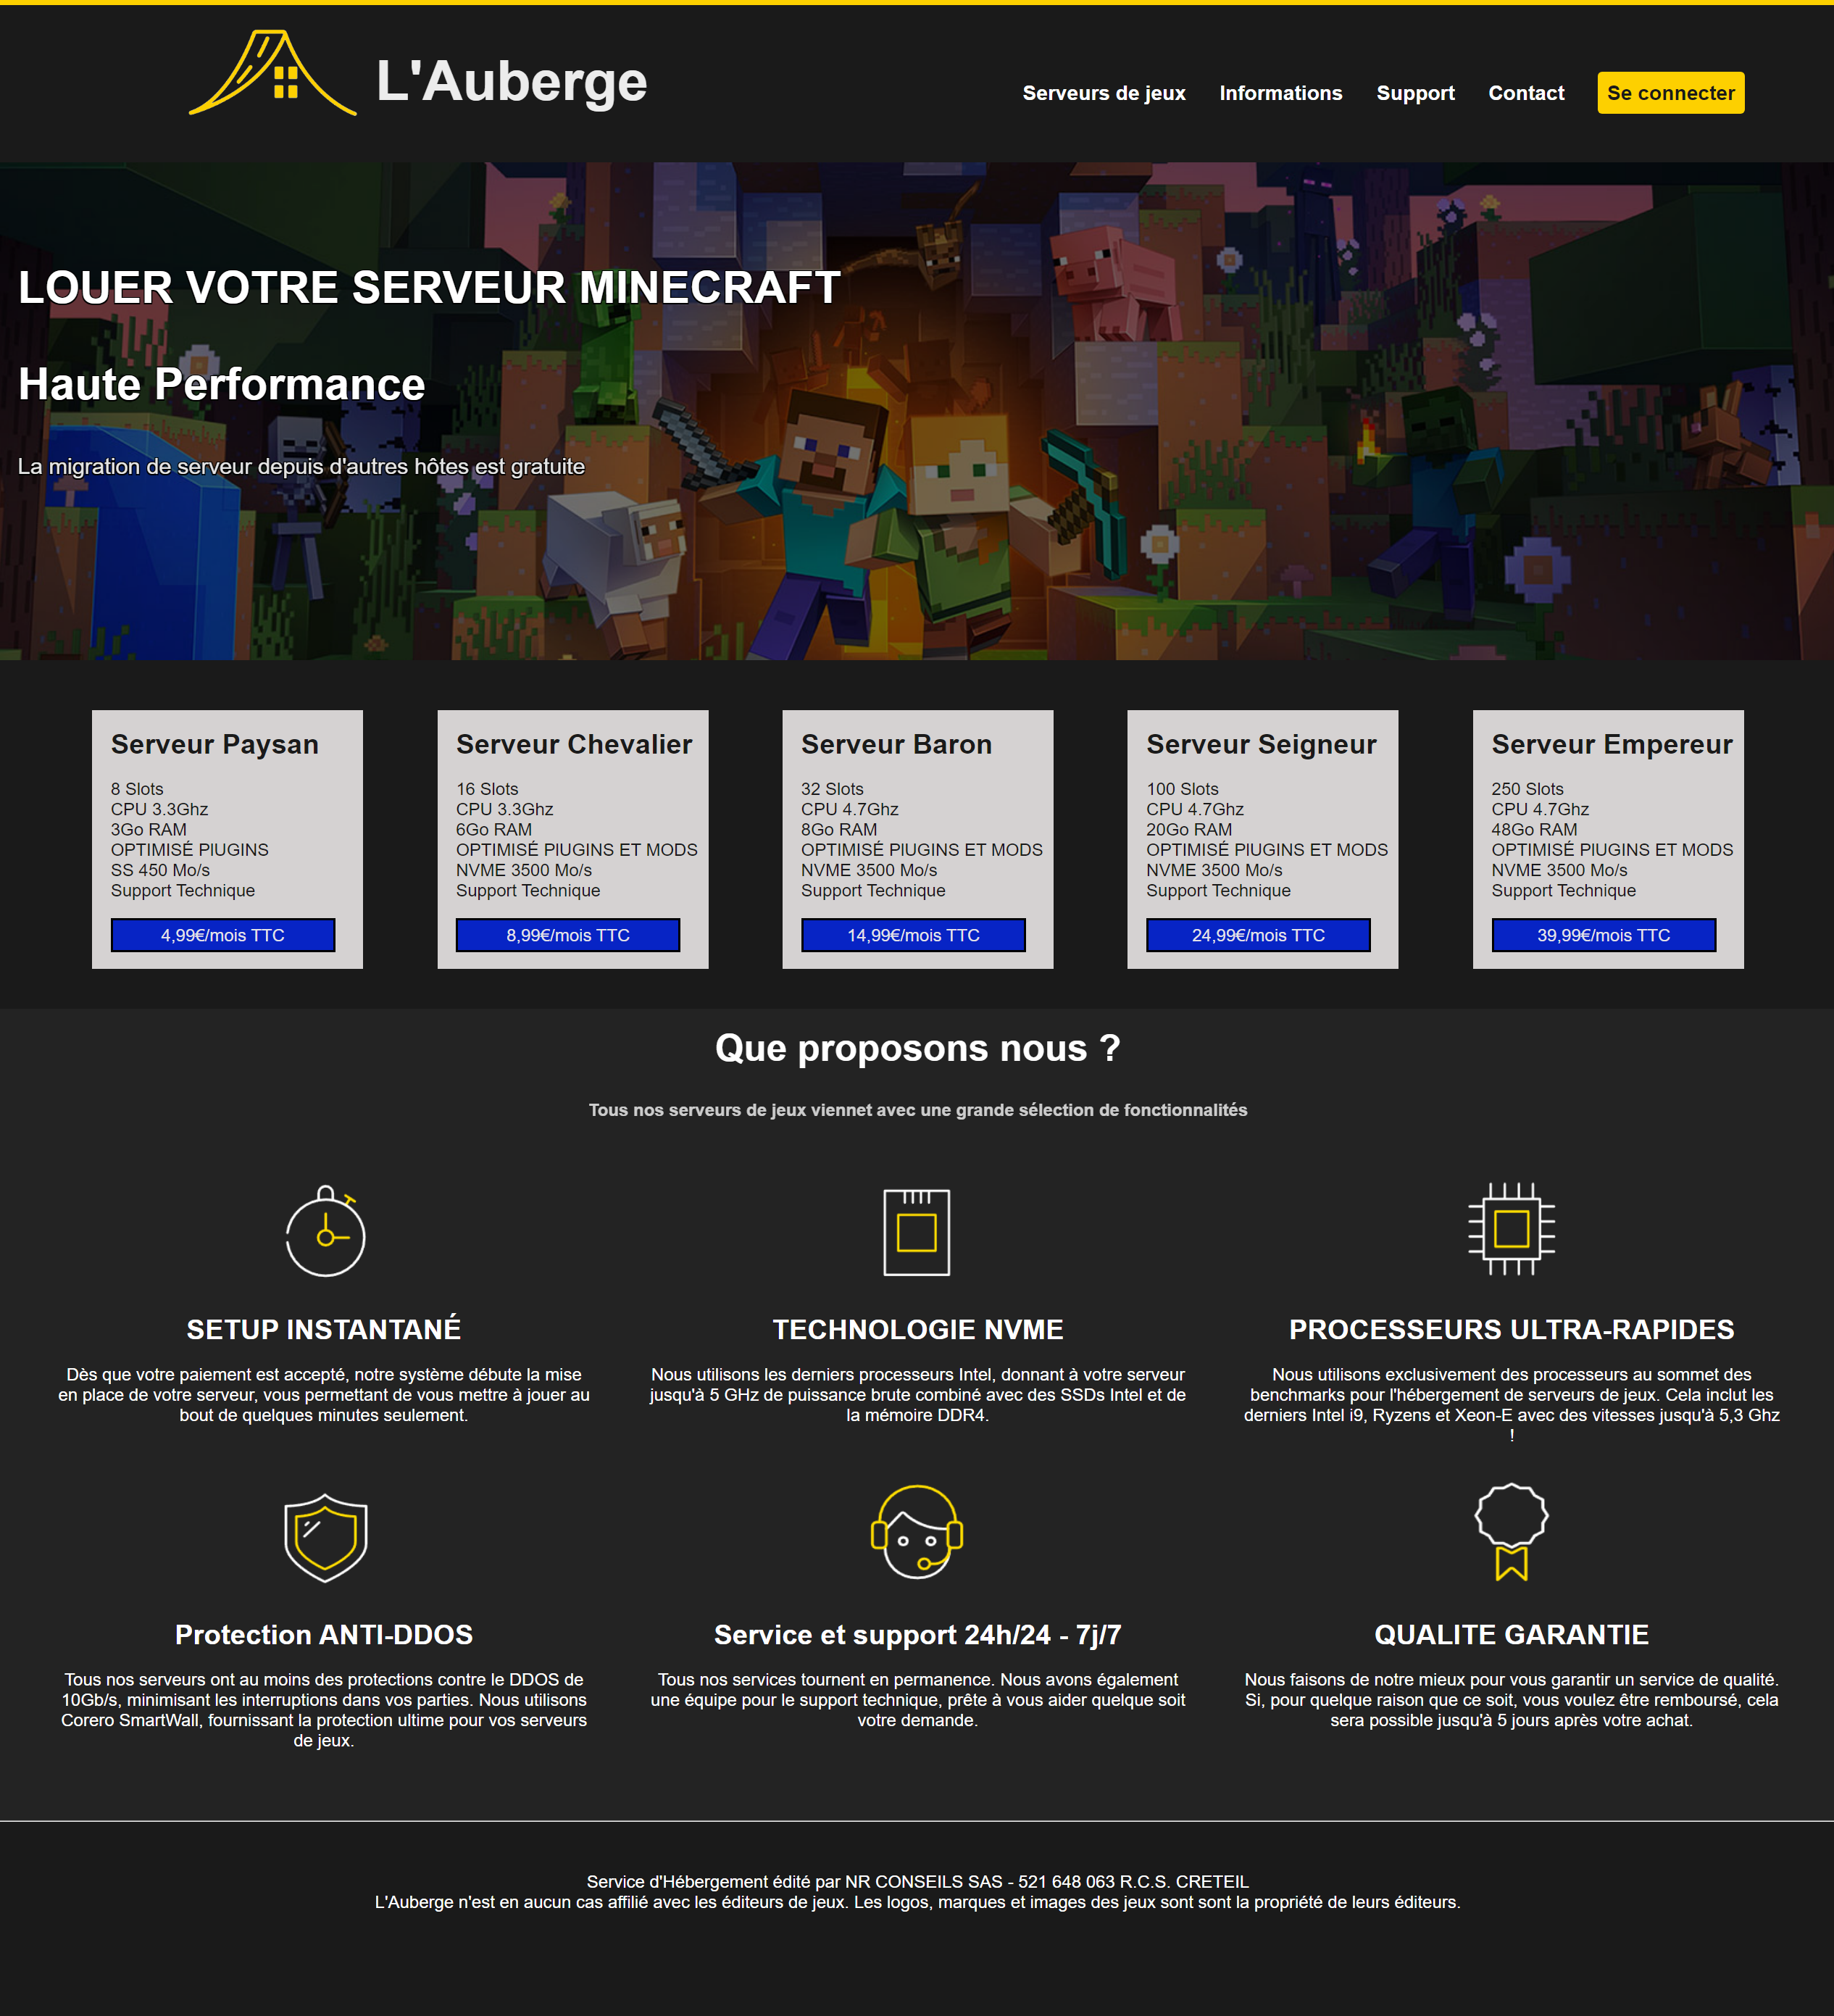 L'Auberge
Serveurs de jeux
Informations
Support
Contact
Se connecter
LOUER VOTRE SERVEUR MINECRAFT
Haute Performance
La migration de serveur depuis d'autres hôtes est gratuite
Serveur Paysan
8 Slots
CPU 3.3Ghz
3Go RAM
OPTIMISÉ PlUGINS
SS 450 Mo/s
Support Technique
4,99€/mois TTC
Serveur Chevalier
16 Slots
CPU 3.3Ghz
6Go RAM
OPTIMISÉ PlUGINS ET MODS
NVME 3500 Mo/s
Support Technique
8,99€/mois TTC
Serveur Baron
32 Slots
CPU 4.7Ghz
8Go RAM
OPTIMISÉ PlUGINS ET MODS
NVME 3500 Mo/s
Support Technique
14,99€/mois TTC
Serveur Seigneur
100 Slots
CPU 4.7Ghz
20Go RAM
OPTIMISÉ PlUGINS ET MODS
NVME 3500 Mo/s
Support Technique
24,99€/mois TTC
Serveur Empereur
250 Slots
CPU 4.7Ghz
48Go RAM
OPTIMISÉ PlUGINS ET MODS
NVME 3500 Mo/s
Support Technique
39,99€/mois TTC
Que proposons nous ?
Tous nos serveurs de jeux viennet avec une grande sélection de fonctionnalités
SETUP INSTANTANÉ
Dès que votre paiement est accepté, notre système débute la mise
en place de votre serveur, vous permettant de vous mettre à jouer au
bout de quelques minutes seulement.
TECHNOLOGIE NVME
Nous utilisons les derniers processeurs Intel, donnant à votre serveur
jusqu'à 5 GHz de puissance brute combiné avec des SSDs Intel et de
la mémoire DDR4.
PROCESSEURS ULTRA-RAPIDES
Nous utilisons exclusivement des processeurs au sommet des
benchmarks pour l'hébergement de serveurs de jeux. Cela inclut les
derniers Intel i9, Ryzens et Xeon-E avec des vitesses jusqu'à 5,3 Ghz
!
Protection ANTI-DDOS
Tous nos serveurs ont au moins des protections contre le DDOS de
10Gb/s, minimisant les interruptions dans vos parties. Nous utilisons
Corero SmartWall, fournissant la protection ultime pour vos serveurs
de jeux.
Service et support 24h/24 - 7j/7
Tous nos services tournent en permanence. Nous avons également
une équipe pour le support technique, prête à vous aider quelque soit
votre demande.
QUALITE GARANTIE
Nous faisons de notre mieux pour vous garantir un service de qualité.
Si, pour quelque raison que ce soit, vous voulez être remboursé, cela
sera possible jusqu'à 5 jours après votre achat.
Service d'Hébergement édité par NR CONSEILS SAS - 521 648 063 R.C.S. CRETEIL
L'Auberge n'est en aucun cas affilié avec les éditeurs de jeux. Les logos, marques et images des jeux sont sont la propriété de leurs éditeurs.